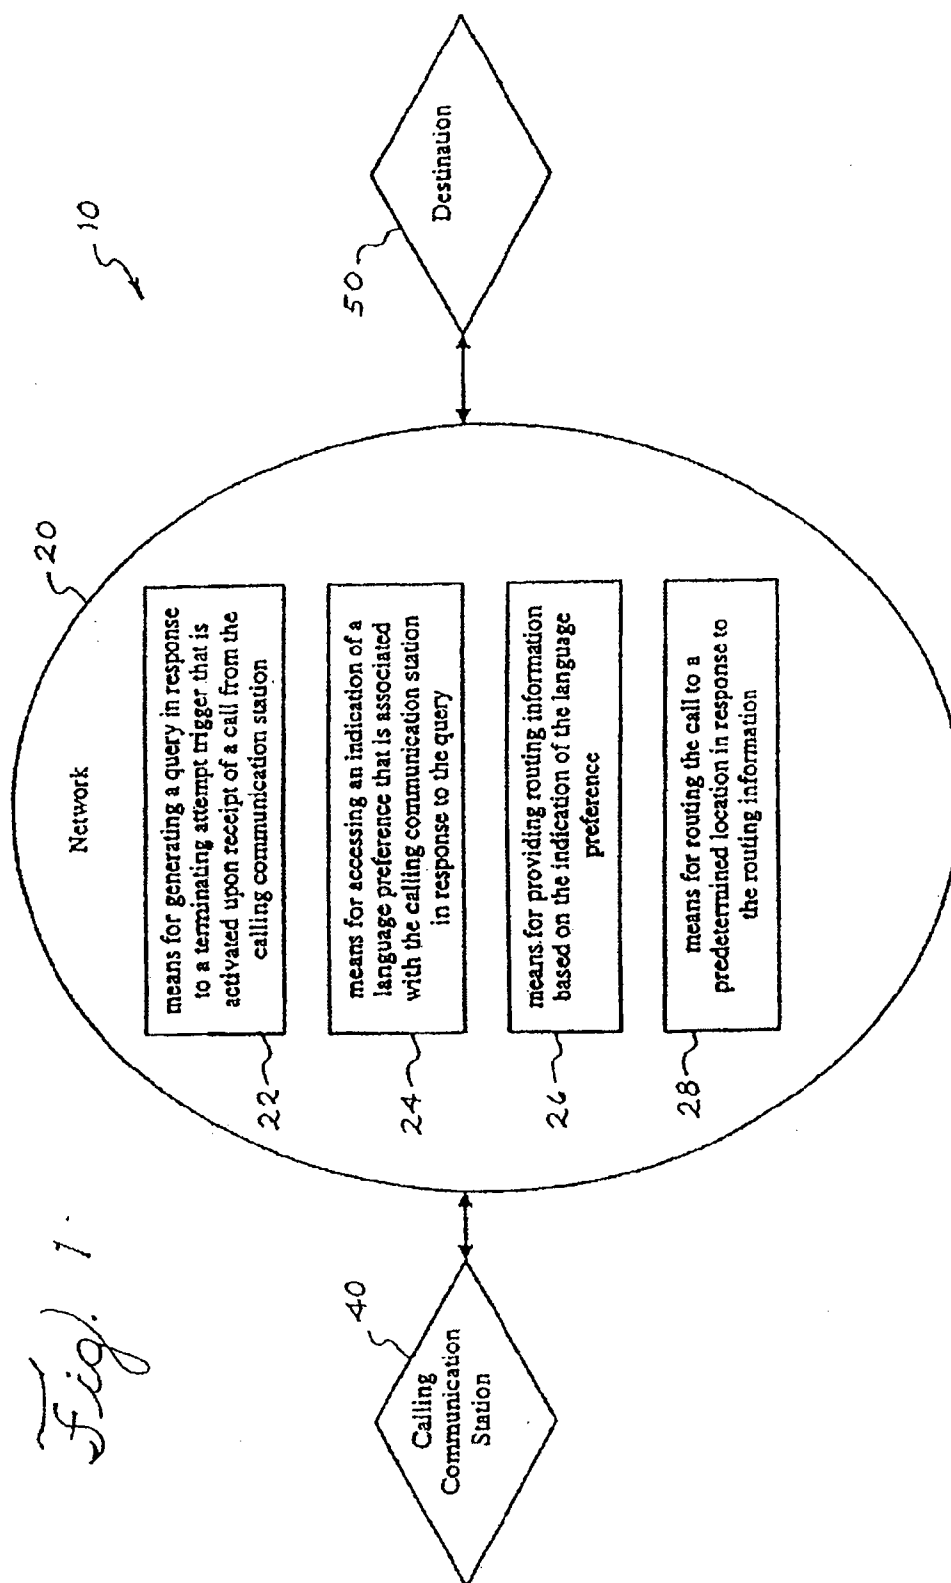 Fig. 1.
10
20
Network
22
means for generating a query in response
to a terminating attempt trigger that is
activated upon receipt of a call from the
calling communication station
24
means for accessing an indication of a
language preference that is associated
with the calling communication station
in response to the query
26
means for providing routing information
based on the indication of the language
preference
28
means for routing the call to a
predetermined location in response to
the routing information
40
Calling
Communication
Station
50
Destination